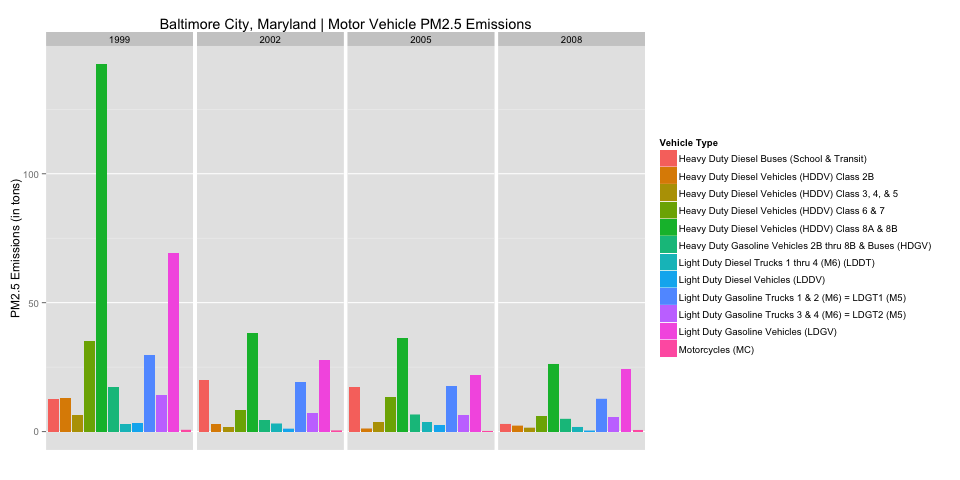 Baltimore City, Maryland | Motor Vehicle PM2.5 Emissions
1999 2002 2005 2008
PM2.5 Emissions (in tons)
100
50
0
Vehicle Type
Heavy Duty Diesel Buses (School & Transit)
Heavy Duty Diesel Vehicles (HDDV) Class 2B
Heavy Duty Diesel Vehicles (HDDV) Class 3, 4, & 5
Heavy Duty Diesel Vehicles (HDDV) Class 6 & 7
Heavy Duty Diesel Vehicles (HDDV) Class 8A & 8B
Heavy Duty Gasoline Vehicles 2B thru 8B & Buses (HDGV)
Light Duty Diesel Trucks 1 thru 4 (M6) (LDDT)
Light Duty Diesel Vehicles (LDDV)
Light Duty Gasoline Trucks 1 & 2 (M6) = LDGT1 (M5)
Light Duty Gasoline Trucks 3 & 4 (M6) = LDGT2 (M5)
Light Duty Gasoline Vehicles (LDGV)
Motorcycles (MC)